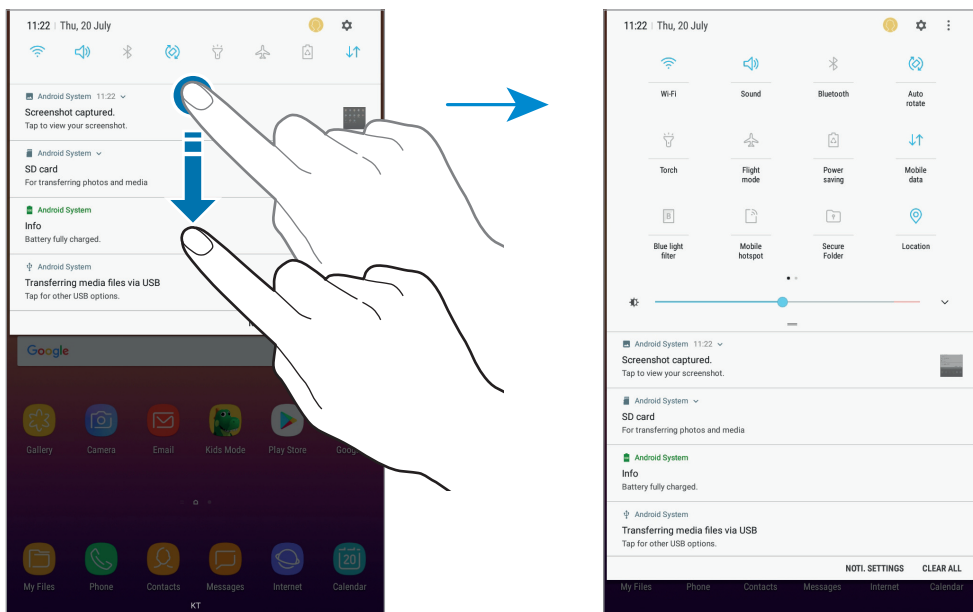 11:22 | Thu, 20 July
Android System 11:22
Screenshot captured.
Tap to view your screenshot.
Android System
SD card
For transferring photos and media
Android System
Info
Battery fully charged.
Android System
Transferring media files via USB
Tap for other USB options.
Google
Gallery Camera Email Kids Mode Play Store
20
My Files Phone Contacts Messages Internet Calendar
KT
11:22 | Thu, 20 July
Wi-Fi Sound Bluetooth Auto
rotate
Torch Flight Power Mobile
mode saving data
B
Blue light Mobile Secure Location
filter hotspot Folder
Android System 11:22
Screenshot captured.
Tap to view your screenshot.
Android System
SD card
For transferring photos and media
Android System
Info
Battery fully charged.
Android System
Transferring media files via USB
Tap for other USB options.
NOTI. SETTINGS CLEAR ALL
My Files Phone Contacts Messages Internet Calendar